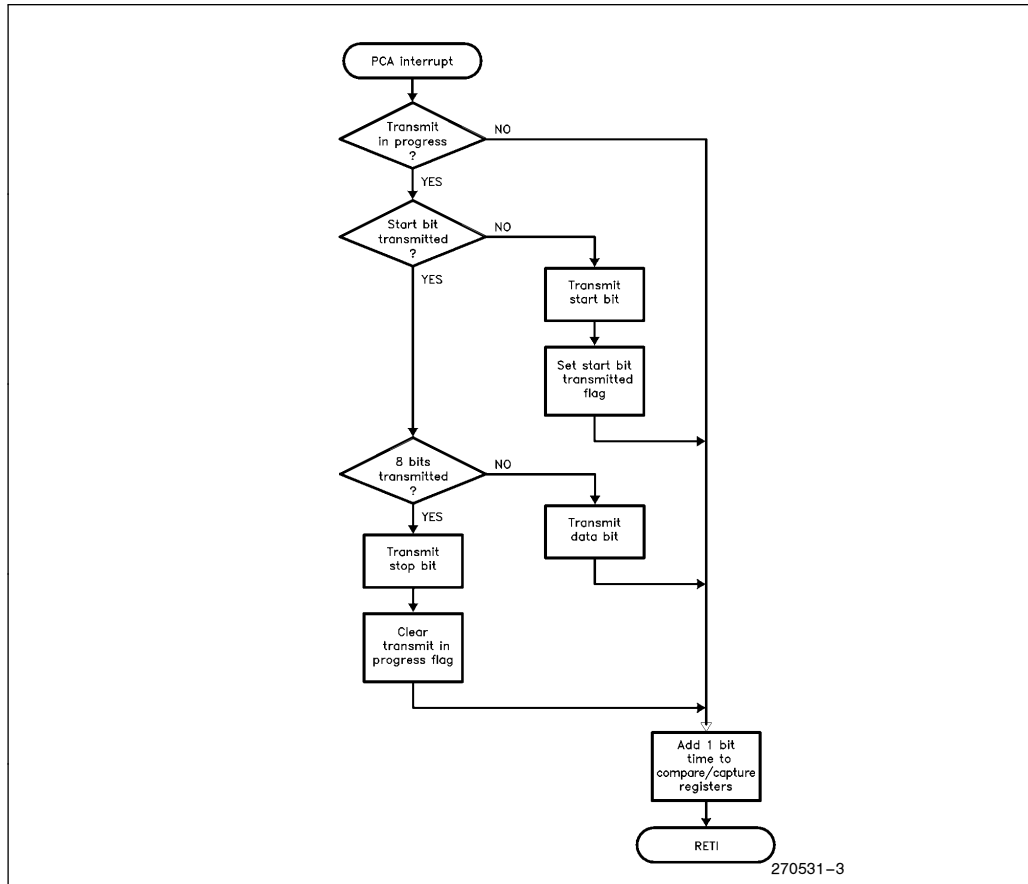 PCA interrupt
Transmit
in progress
?
NO
YES
Start bit
transmitted
?
NO
YES
Transmit
start bit
Set start bit
transmitted
flag
8 bits
transmitted
?
NO
YES
Transmit
data bit
Transmit
stop bit
Clear
transmit in
progress flag
Add 1 bit
time to
compare/capture
registers
RETI
270531–3